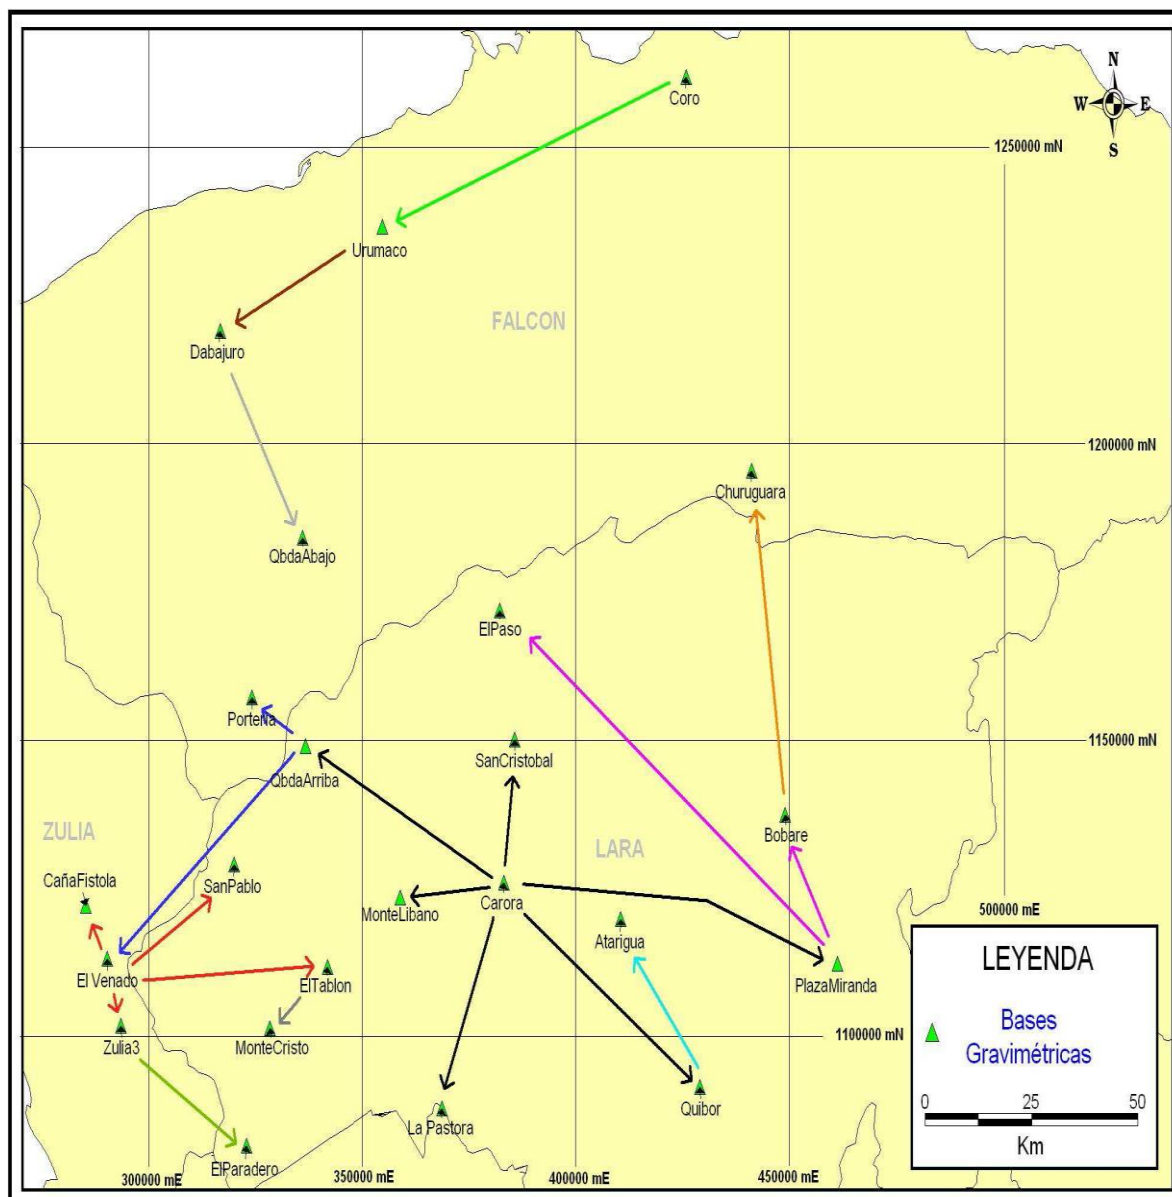 N
W E
S
Coro
1250000 mN
Urumaco
FALCON
Dabajuro
1200000 mN
Churuguara
QbdaAbajo
ElPaso
Porteña
1150000 mN
SanCristobal
QbdaArriba
ZULIA
Bobare
LARA
CañaFistola
SanPablo
MonteLibano
Carora
500000 mE
Atarigua
El Venado
ElTablon
PlazaMiranda
Zulia3
MonteCristo
1100000 mN
Quibor
La Pastora
ElParadero
300000 mE
350000 mE
400000 mE
450000 mE
LEYENDA
Bases
Gravimétricas
0 25 50
Km